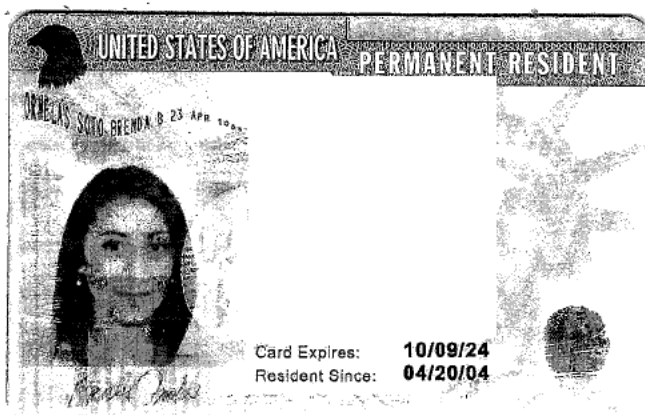 UNITED STATES OF AMERICA
PERMANENT RESIDENT
ORNELAS SOTO BRENDA B 23 APR
Card Expires: 10/09/24
Resident Since: 04/20/04